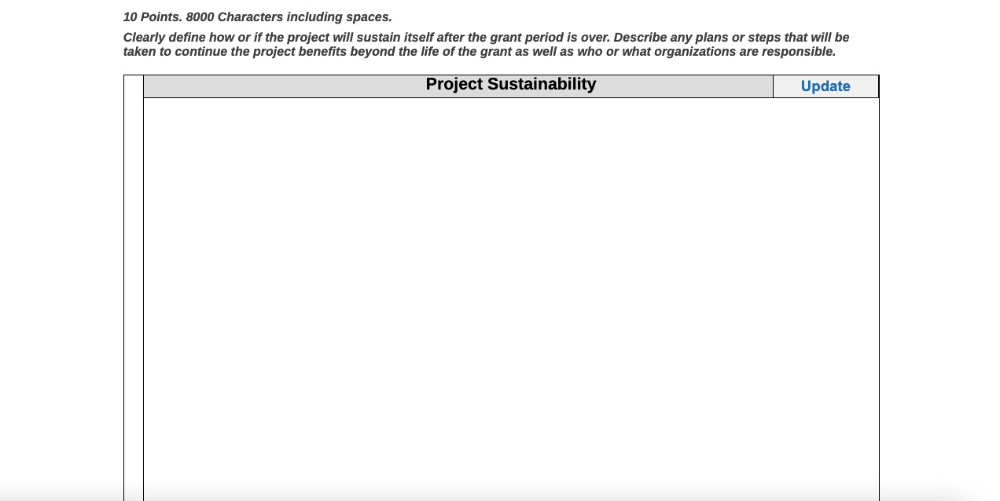 10 Points. 8000 Characters including spaces.
Clearly define how or if the project will sustain itself after the grant period is over. Describe any plans or steps that will be
taken to continue the project benefits beyond the life of the grant as well as who or what organizations are responsible.
Project Sustainability
Update